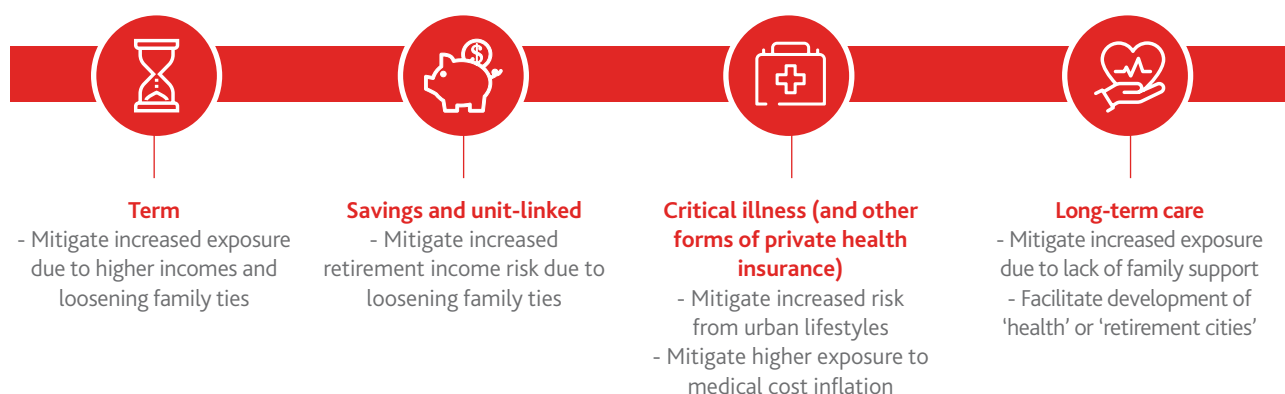 $
Term
- Mitigate increased exposure
due to higher incomes and
loosening family ties
Savings and unit-linked
- Mitigate increased
retirement income risk due to
loosening family ties
Critical illness (and other
forms of private health
insurance)
- Mitigate increased risk
from urban lifestyles
- Mitigate higher exposure to
medical cost inflation
Long-term care
- Mitigate increased exposure
due to lack of family support
- Facilitate development of
‘health’ or ‘retirement cities’